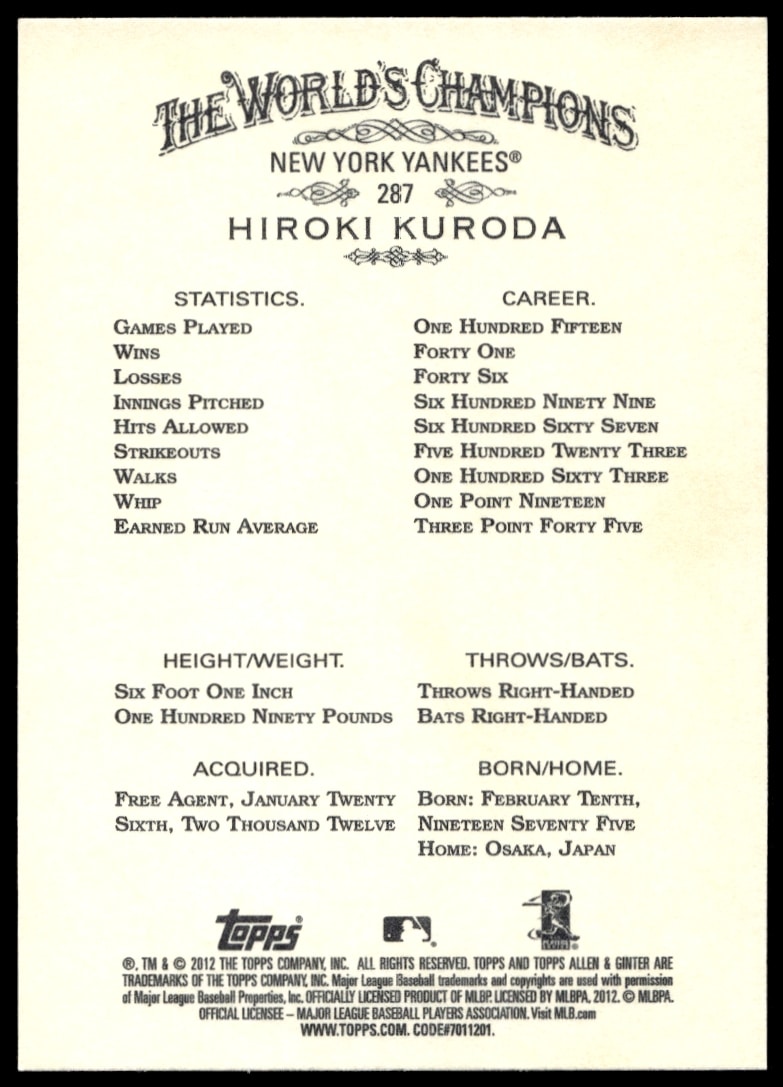 THE WORLD'S CHAMPIONS
NEW YORK YANKEES®
287
HIROKI KURODA
STATISTICS.
GAMES PLAYED
WINS
LOSSES
INNINGS PITCHED
HITS ALLOWED
STRIKEOUTS
WALKS
WHIP
EARNED RUN AVERAGE
CAREER.
ONE HUNDRED FIFTEEN
FORTY ONE
FORTY SIX
SIX HUNDRED NINETY NINE
SIX HUNDRED SIXTY SEVEN
FIVE HUNDRED TWENTY THREE
ONE HUNDRED SIXTY THREE
ONE POINT NINETEEN
THREE POINT FORTY FIVE
HEIGHT/WEIGHT.
SIX FOOT ONE INCH
ONE HUNDRED NINETY POUNDS
THROWS/BATS.
THROWS RIGHT-HANDED
BATS RIGHT-HANDED
ACQUIRED.
FREE AGENT, JANUARY TWENTY
SIXTH, TWO THOUSAND TWELVE
BORN/HOME.
BORN: FEBRUARY TENTH,
NINETEEN SEVENTY FIVE
HOME: OSAKA, JAPAN
Topps®
®, TM & © 2012 THE TOPPS COMPANY, INC. ALL RIGHTS RESERVED. TOPPS AND TOPPS ALLEN & GINTER ARE
TRADEMARKS OF THE TOPPS COMPANY, INC. Major League Baseball trademarks and copyrights are used with permission
of Major League Baseball Properties, Inc. OFFICIALLY LICENSED PRODUCT OF MLBP. LICENSED BY MLBPA, 2012. © MLBPA.
OFFICIAL LICENSEE – MAJOR LEAGUE BASEBALL PLAYERS ASSOCIATION. Visit MLB.com
WWW.TOPPS.COM. CODE#7011201.